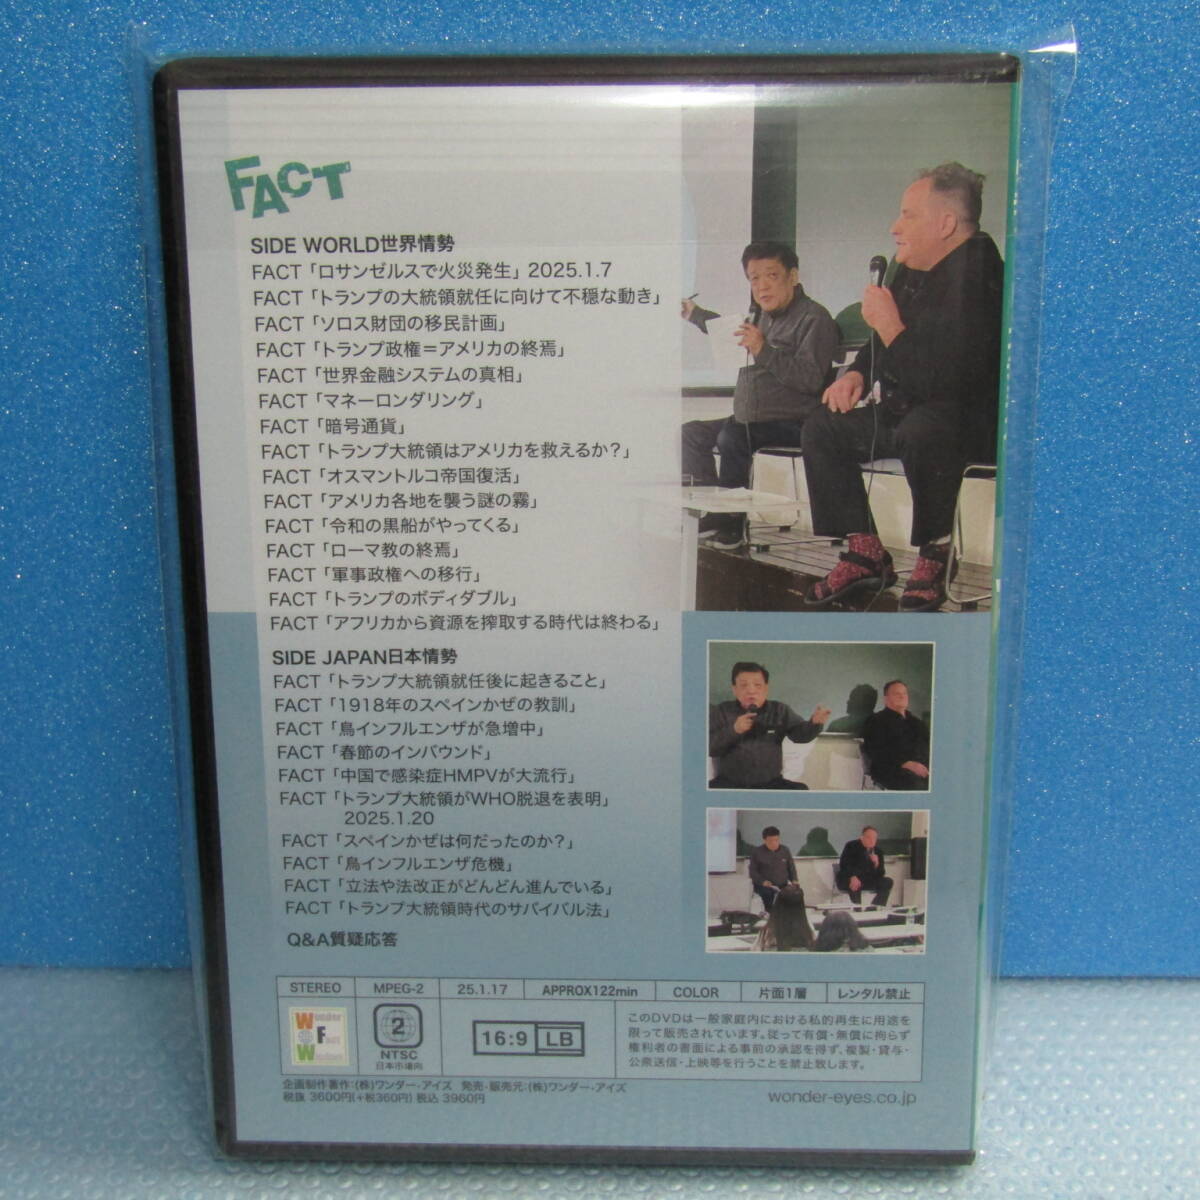 FACT
SIDE WORLD世界情勢
FACT「ロサンゼルスで火災発生」2025.1.7
FACT「トランプの大統領就任に向けて不穏な動き」
FACT「ソロス財団の移民計画」
FACT「トランプ政権＝アメリカの終焉」
FACT「世界金融システムの真相」
FACT「マネーロンダリング」
FACT「暗号通貨」
FACT「トランプ大統領はアメリカを救えるか？」
FACT「オスマントルコ帝国復活」
FACT「アメリカ各地を襲う謎の霧」
FACT「令和の黒船がやってくる」
FACT「ローマ教の終焉」
FACT「軍事政権への移行」
FACT「トランプのボディダブル」
FACT「アフリカから資源を搾取する時代は終わる」
SIDE JAPAN日本情勢
FACT「トランプ大統領就任後に起きること」
FACT「1918年のスペインかぜの教訓」
FACT「鳥インフルエンザが急増中」
FACT「春節のインバウンド」
FACT「中国で感染症HMPVが大流行」
FACT「トランプ大統領がWHO脱退を表明」
2025.1.20
FACT「スペインかぜは何だったのか？」
FACT「鳥インフルエンザ危機」
FACT「立法や法改正がどんどん進んでいる」
FACT「トランプ大統領時代のサバイバル法」
Q&A質疑応答
STEREO MPEG-2 25.1.17 APPROX122min COLOR 片面1層 レンタル禁止
Wonder
Fact
W F W
2
NTSC
日本市場向
16:9 LB
このDVDは一般家庭内における私的再生に用途を
限って販売されています。従って有償・無償に拘らず
権利者の書面による事前の承認を得ず、複製・貸与・
公衆送信・上映等を行うことを禁止致します。
企画制作著作：(株)ワンダー・アイズ 発売・販売元：(株)ワンダー・アイズ
税抜 3600円(+税360円) 税込 3960円
wonder-eyes.co.jp